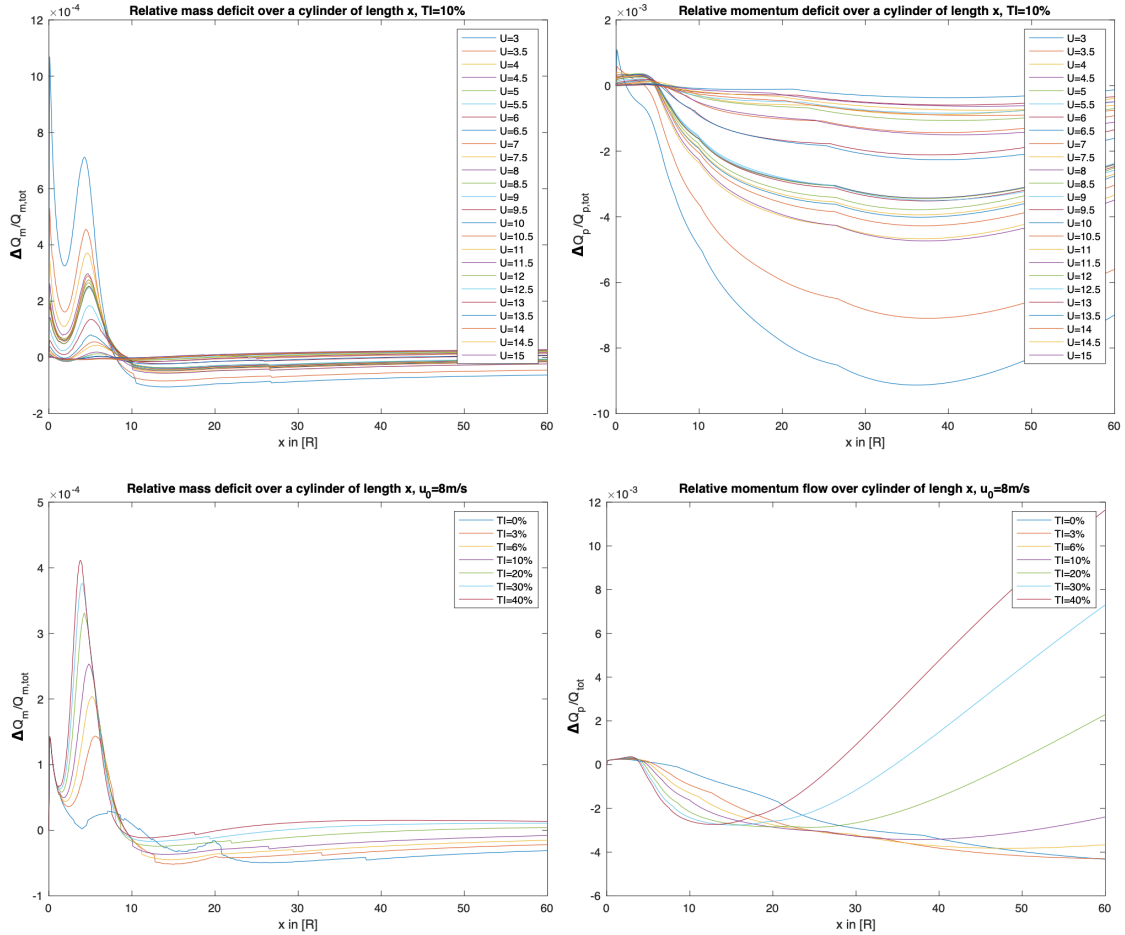 Relative mass deficit over a cylinder of length x, TI=10%
×10⁻⁴
12
10
8
6
4
2
0
-2
ΔQm/Qm,tot
0 10 20 30 40 50 60
x in [R]
U=3
U=3.5
U=4
U=4.5
U=5
U=5.5
U=6
U=6.5
U=7
U=7.5
U=8
U=8.5
U=9
U=9.5
U=10
U=10.5
U=11
U=11.5
U=12
U=12.5
U=13
U=13.5
U=14
U=14.5
U=15
Relative momentum deficit over a cylinder of length x, TI=10%
×10⁻³
2
0
-2
-4
-6
-8
-10
ΔQp/Qp,tot
0 10 20 30 40 50 60
x in [R]
U=3
U=3.5
U=4
U=4.5
U=5
U=5.5
U=6
U=6.5
U=7
U=7.5
U=8
U=8.5
U=9
U=9.5
U=10
U=10.5
U=11
U=11.5
U=12
U=12.5
U=13
U=13.5
U=14
U=14.5
U=15
Relative mass deficit over a cylinder of length x, u₀=8m/s
×10⁻⁴
5
4
3
2
1
0
-1
ΔQm/Qm,tot
0 10 20 30 40 50 60
x in [R]
TI=0%
TI=3%
TI=6%
TI=10%
TI=20%
TI=30%
TI=40%
Relative momentum flow over cylinder of lengh x, u₀=8m/s
×10⁻³
12
10
8
6
4
2
0
-2
-4
-6
ΔQp/Qtot
0 10 20 30 40 50 60
x in [R]
TI=0%
TI=3%
TI=6%
TI=10%
TI=20%
TI=30%
TI=40%